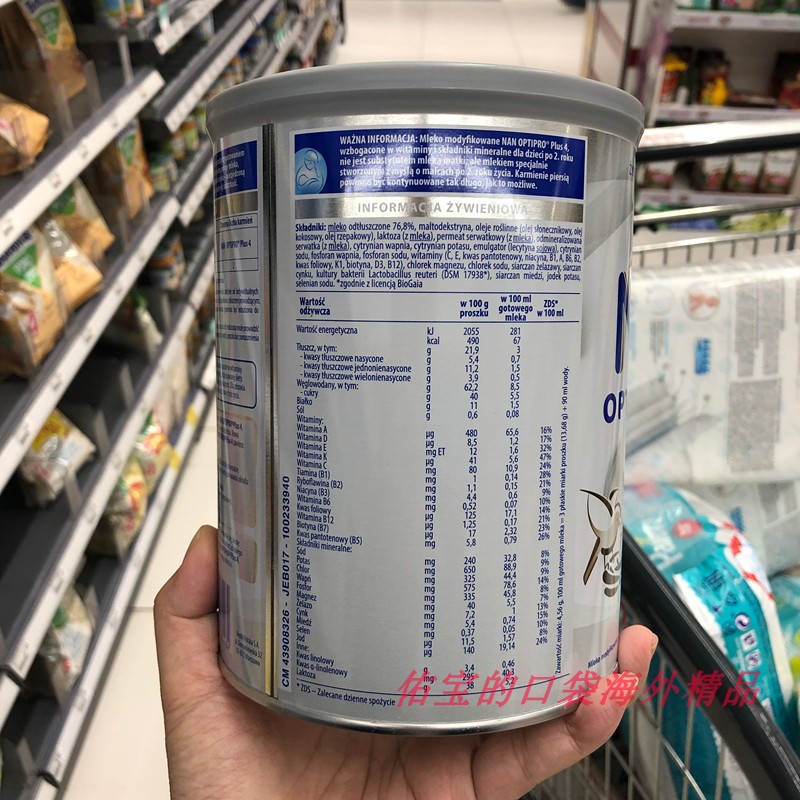 WAŻNA INFORMACJA: Mleko modyfikowane NAN OPTIPRO® Plus 4,
wzbogacone w witaminy i składniki mineralne dla dzieci po 2. roku
nie jest substytutem mleka matki, ale mlekiem specjalnie
stworzonym z myślą o malcach po 2. roku życia. Karmienie piersią
powinno być kontynuowane tak długo, jak to możliwe.
INFORMACJA ŻYWIENIOWA
Składniki: mleko odtłuszczone 76,8%, maltodekstryna, oleje roślinne (olej słonecznikowy, olej
kokosowy, olej rzepakowy), laktoza (z mleka), permeat serwatkowy (z mleka), odmineralizowana
serwatka (z mleka), cytrynian wapnia, cytrynian potasu, emulgator (lecytyna sojowa), cytrynian
sodu, fosforan wapnia, fosforan sodu, witaminy (C, E, kwas pantotenowy, niacyna, B1, A, B6, B2,
kwas foliowy, K1, biotyna, D3, B12), chlorek magnezu, chlorek sodu, siarczan żelazawy, siarczan
cynku, kultury bakterii Lactobacillus reuteri (DSM 17938*), siarczan miedzi, jodek potasu,
selenian sodu. *zgodnie z licencją BioGaia
Wartość odżywcza w 100 g proszku w 100 ml gotowego mleka ZDS* w 100 ml
Wartość energetyczna kJ 2055 281
kcal 490 67
Tłuszcz, w tym: g 21,9 3
- kwasy tłuszczowe nasycone g 5,4 0,7
- kwasy tłuszczowe jednonienasycone g 11,2 1,5
- kwasy tłuszczowe wielonienasycone g 3,9 0,5
Węglowodany, w tym: g 62,2 8,5
- cukry g 40 5,5
Białko g 11 1,5
Sól g 0,6 0,08
Witaminy:
Witamina A µg 480 65,6 16%
Witamina D µg 8,5 1,2 17%
Witamina E mg ET 12 1,6 32%
Witamina K µg 41 5,6 47%
Witamina C mg 80 10,9 24%
Tiamina (B1) mg 1 0,14 28%
Ryboflawina (B2) mg 1,1 0,15 21%
Niacyna (B3) mg 4,4 0,6 9%
Witamina B6 mg 0,52 0,07 10%
Kwas foliowy µg 125 17,1 14%
Witamina B12 µg 1,25 0,17 21%
Biotyna (B7) µg 17 2,32 23%
Kwas pantotenowy (B5) mg 5,8 0,79 26%
Składniki mineralne:
Sód mg 240 32,8 8%
Potas mg 650 88,9 9%
Chlor mg 325 44,4 9%
Wapń mg 575 78,6 14%
Fosfor mg 335 45,8 8%
Magnez mg 40 5,5 7%
Żelazo mg 7,2 1 13%
Cynk mg 5,4 0,74 15%
Miedź mg 0,37 0,05 10%
Selen µg 11,5 1,57 8%
Jod µg 140 19,14 24%
Inne:
Kwas linolowy g 3,4 0,46
Kwas α-linolenowy mg 295 40,3
Laktoza g 38 5,2
* ZDS – Zalecane dzienne spożycie
Zawartość miarki: 4,56 g, 100 ml gotowego mleka = 3 płaskie miarki proszku (13,68 g) + 90 ml wody.
CM 43908326 - JEB017 - 100233940
佑宝的口袋海外精品